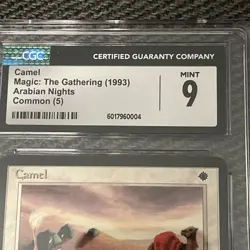 CGC
CERTIFIED GUARANTY COMPANY
Camel
Magic: The Gathering (1993)
Arabian Nights
Common (5)
MINT
9
6017960004
Camel